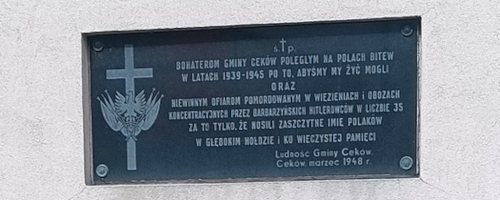 ś✝p.
BOHATEROM GMINY CEKÓW POLEGŁYM NA POLACH BITEW
W LATACH 1939-1945 PO TO, ABYŚMY MY ŻYĆ MOGLI
ORAZ
NIEWINNYM OFIAROM POMORDOWANYM W WIĘZIENIACH i OBOZACH
KONCENTRACYJNYCH PRZEZ BARBARZYŃSKICH HITLEROWCÓW W LICZBIE 35
ZA TO TYLKO, ŻE NOSILI ZASZCZYTNE IMIĘ POLAKÓW
W GŁĘBOKIM HOŁDZIE i KU WIECZYSTEJ PAMIĘCI
Ludność Gminy Ceków.
Ceków, marzec 1948 r.